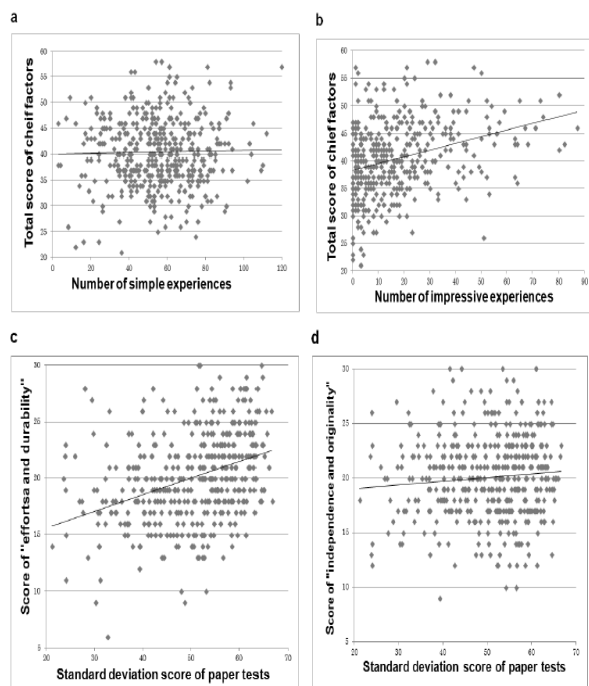 a
Total score of cheif factors
60
55
50
45
40
35
30
25
20
0 20 40 60 80 100 120
Number of simple experiences
b
Total score of chief factors
60
55
50
45
40
35
30
25
20
0 10 20 30 40 50 60 70 80 90
Number of impressive experiences
c
Score of "effortsa and durability"
30
25
20
15
10
5
20 30 40 50 60 70
Standard deviation score of paper tests
d
Score of "independence and originality"
30
25
20
15
10
5
20 30 40 50 60 70
Standard deviation score of paper tests